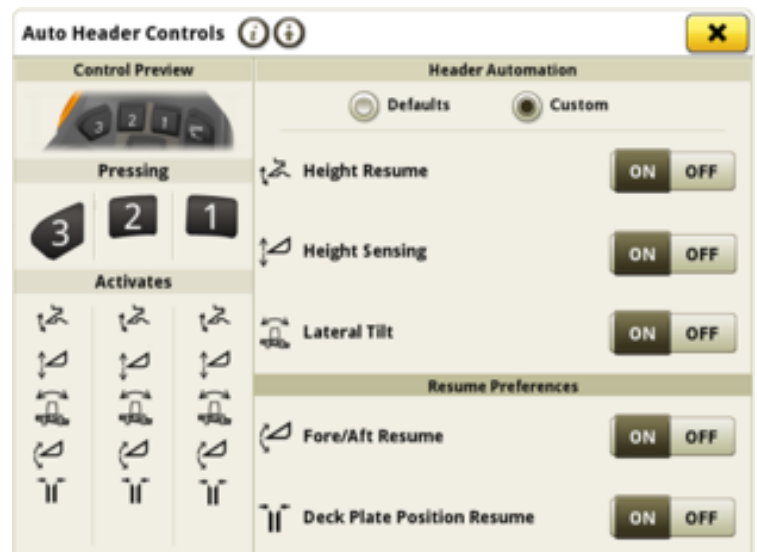 Auto Header Controls
Control Preview
3 2 1
Pressing
3 2 1
Activates
Header Automation
Defaults Custom
Height Resume ON OFF
Height Sensing ON OFF
Lateral Tilt ON OFF
Resume Preferences
Fore/Aft Resume ON OFF
Deck Plate Position Resume ON OFF